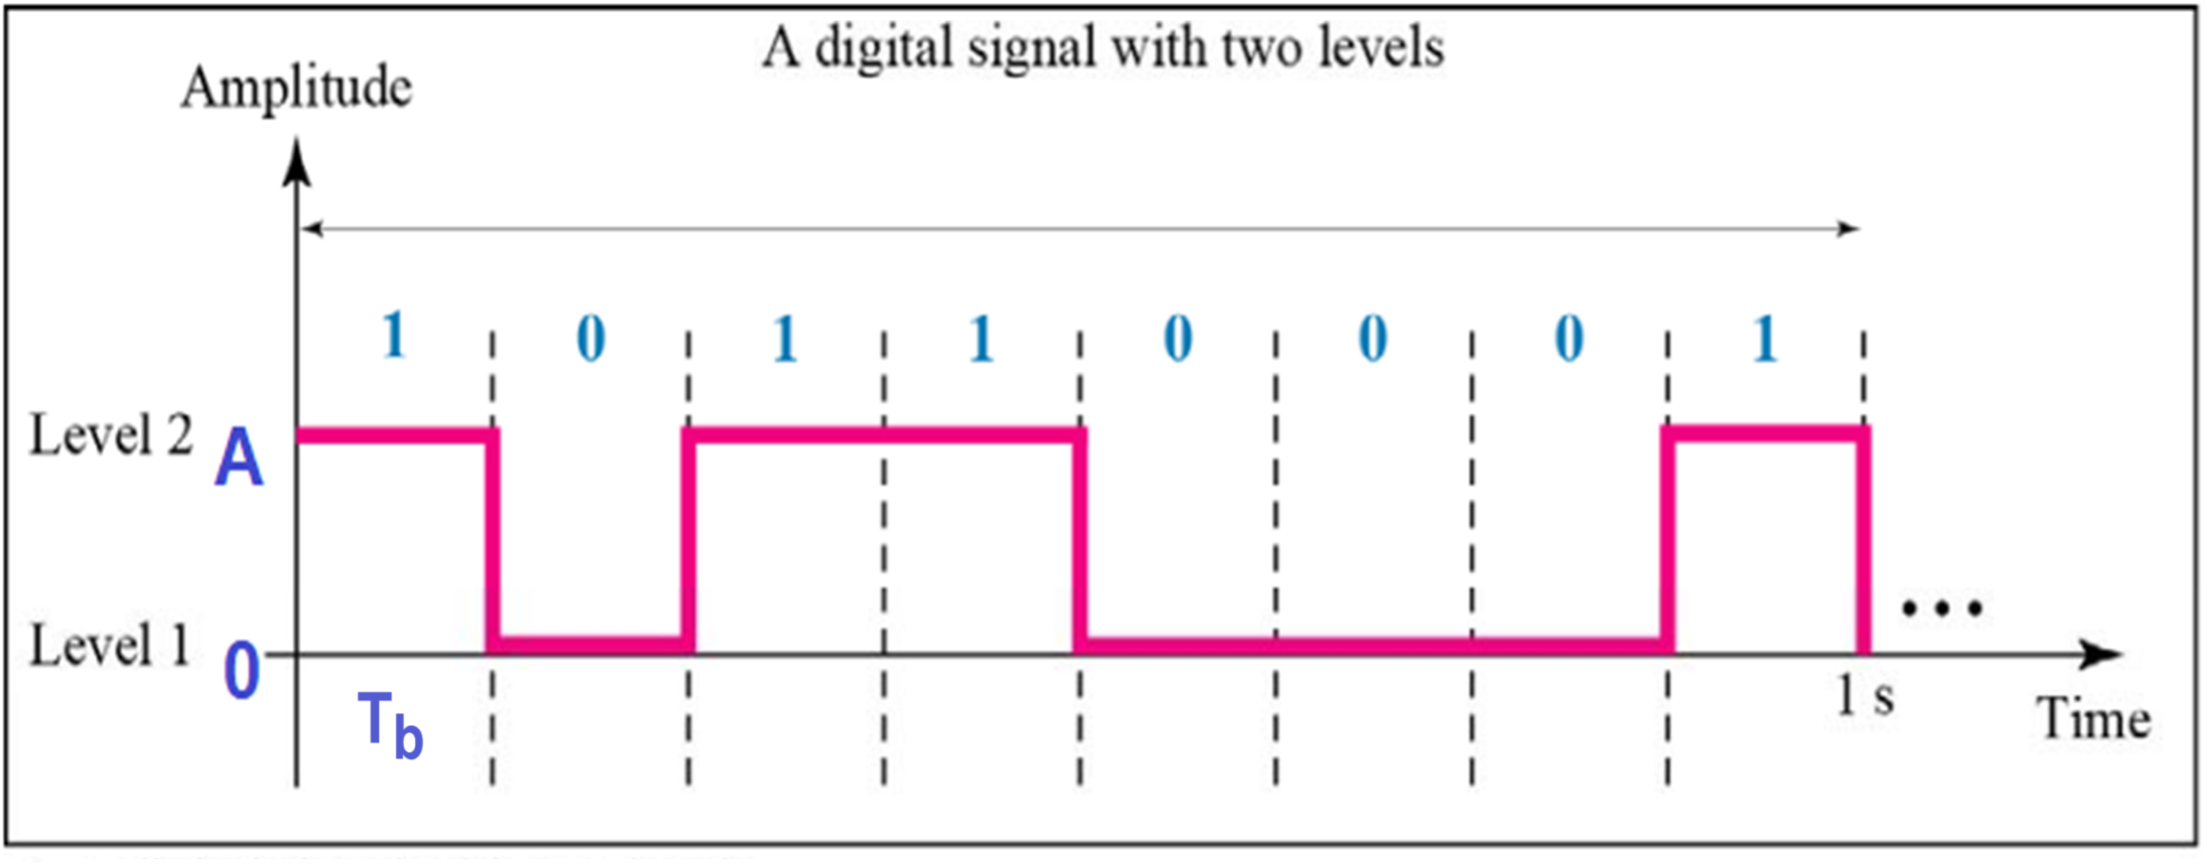 A digital signal with two levels
Amplitude
1 0 1 1 0 0 0 1
Level 2 A
Level 1 0
T_b
1 s
Time